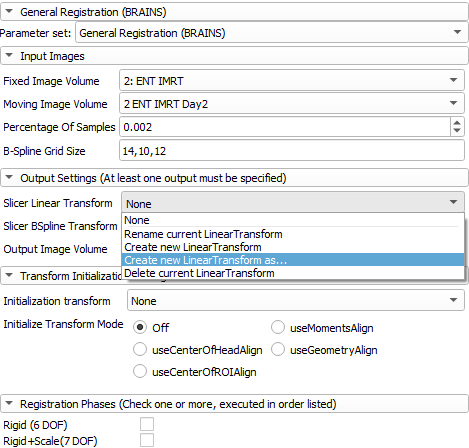 General Registration (BRAINS)
Parameter set: General Registration (BRAINS)
Input Images
Fixed Image Volume 2: ENT IMRT
Moving Image Volume 2 ENT IMRT Day2
Percentage Of Samples 0.002
B-Spline Grid Size 14,10,12
Output Settings (At least one output must be specified)
Slicer Linear Transform None
None
Slicer BSpline Transform Rename current LinearTransform
Create new LinearTransform
Output Image Volume Create new LinearTransform as...
Transform Initialization Delete current LinearTransform
Initialization transform None
Initialize Transform Mode Off useMomentsAlign
useCenterOfHeadAlign useGeometryAlign
useCenterOfROIAlign
Registration Phases (Check one or more, executed in order listed)
Rigid (6 DOF)
Rigid+Scale(7 DOF)